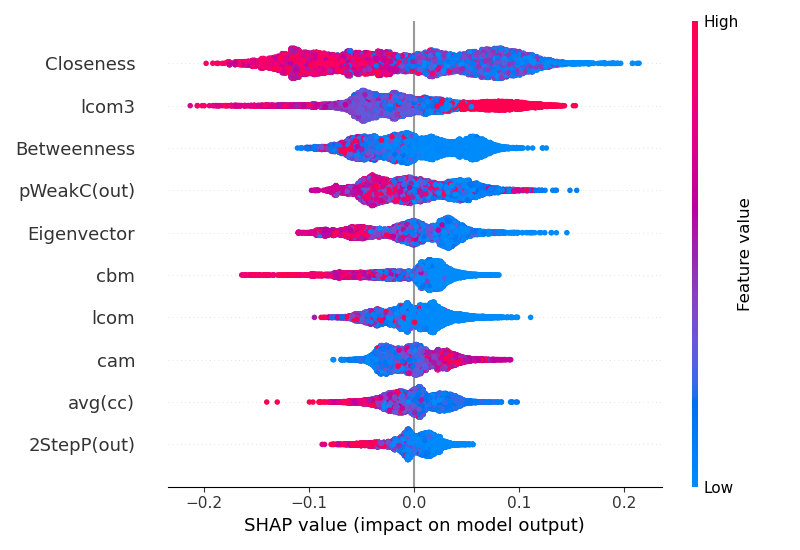 High
Closeness
lcom3
Betweenness
pWeakC(out)
Eigenvector
cbm
lcom
cam
avg(cc)
2StepP(out)
Feature value
Low
−0.2
−0.1
0.0
0.1
0.2
SHAP value (impact on model output)